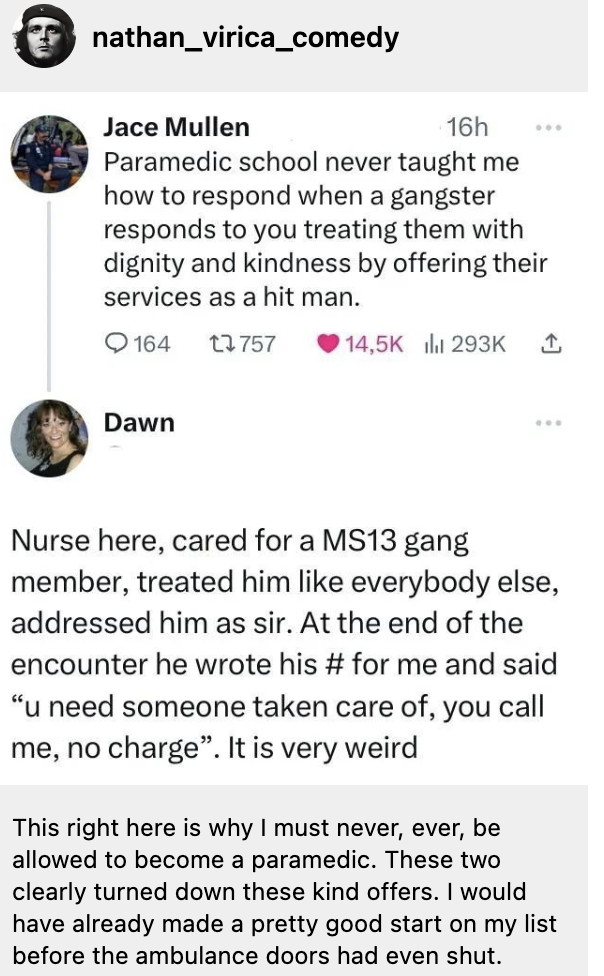 nathan_virica_comedy
Jace Mullen 16h
Paramedic school never taught me
how to respond when a gangster
responds to you treating them with
dignity and kindness by offering their
services as a hit man.
164 757 14,5K 293K
Dawn
Nurse here, cared for a MS13 gang
member, treated him like everybody else,
addressed him as sir. At the end of the
encounter he wrote his # for me and said
“u need someone taken care of, you call
me, no charge”. It is very weird
This right here is why I must never, ever, be
allowed to become a paramedic. These two
clearly turned down these kind offers. I would
have already made a pretty good start on my list
before the ambulance doors had even shut.